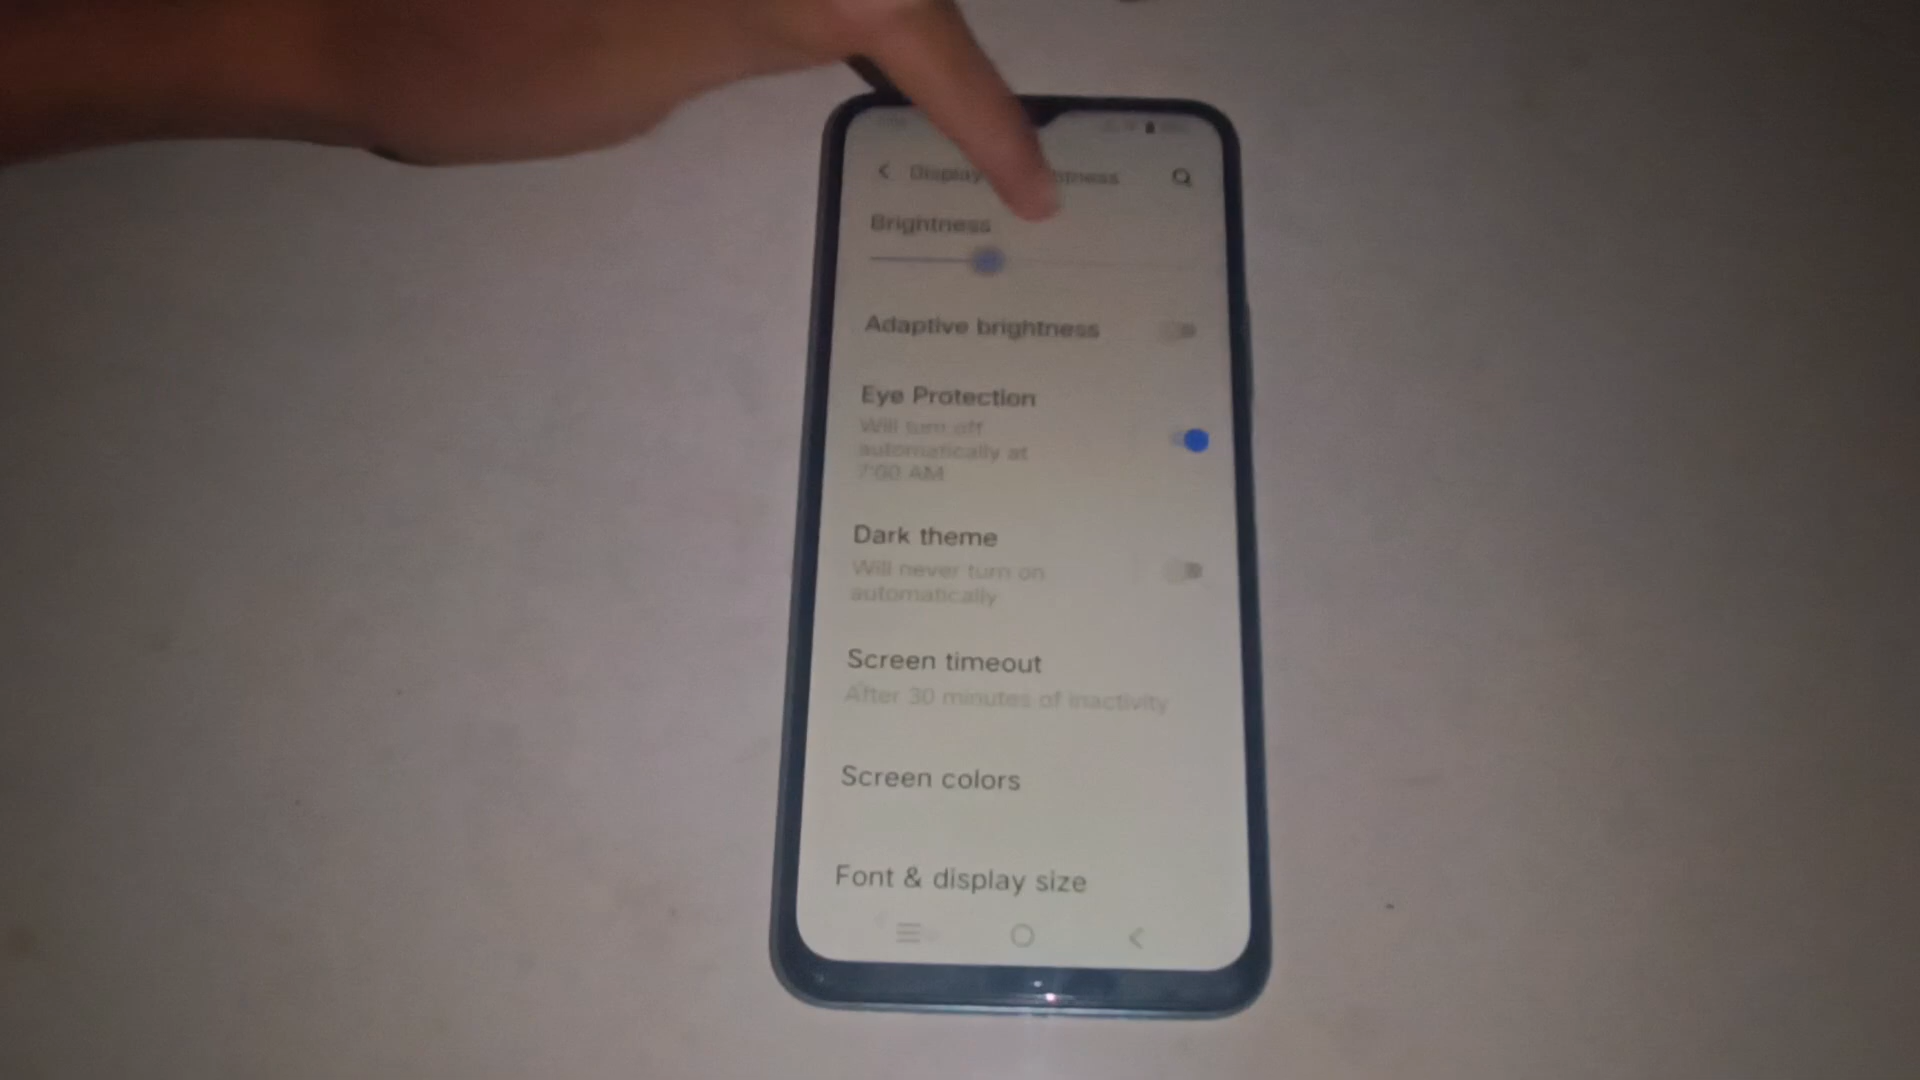 Display
Brightness
Adaptive brightness
Eye Protection
Will turn off
automatically at
7:00 AM
Dark theme
Will never turn on
automatically
Screen timeout
After 30 minutes of inactivity
Screen colors
Font & display size